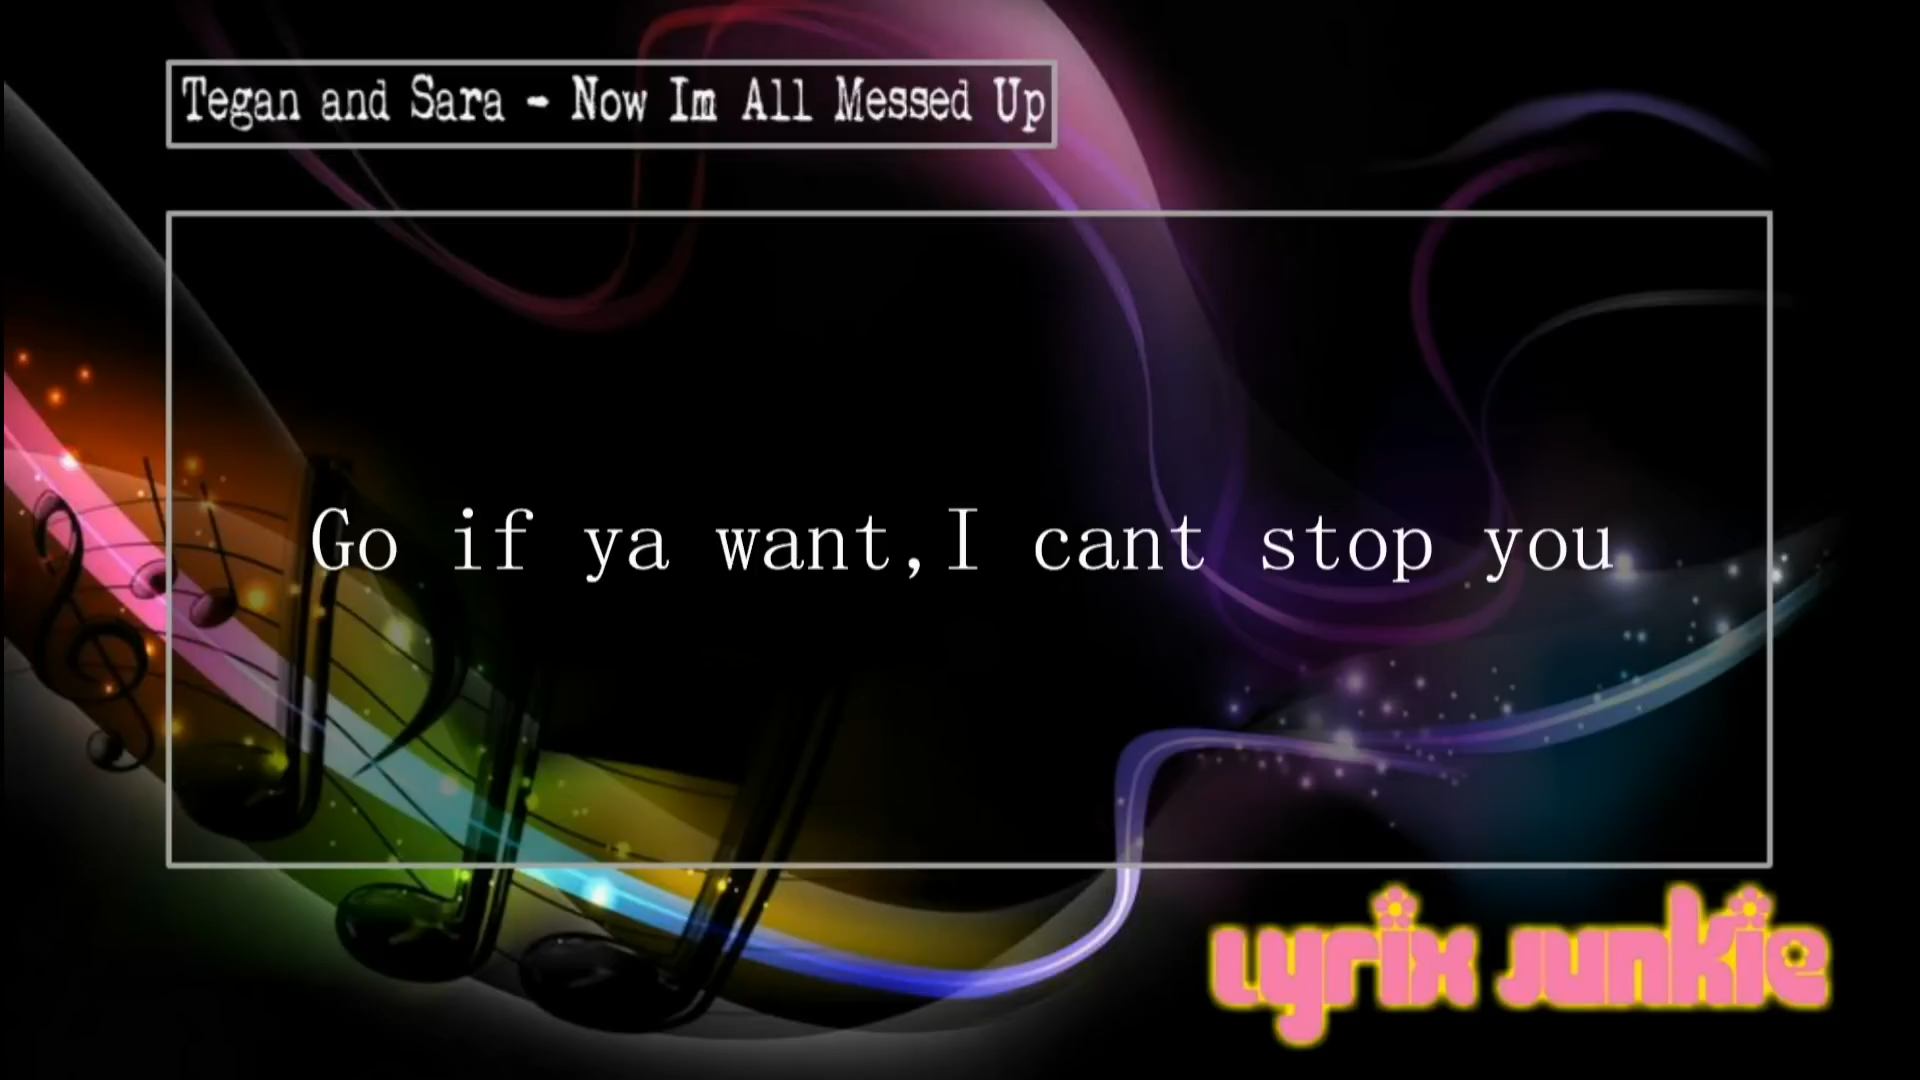 Tegan and Sara - Now Im All Messed Up
Go if ya want,I cant stop you
Lyrix Junkie